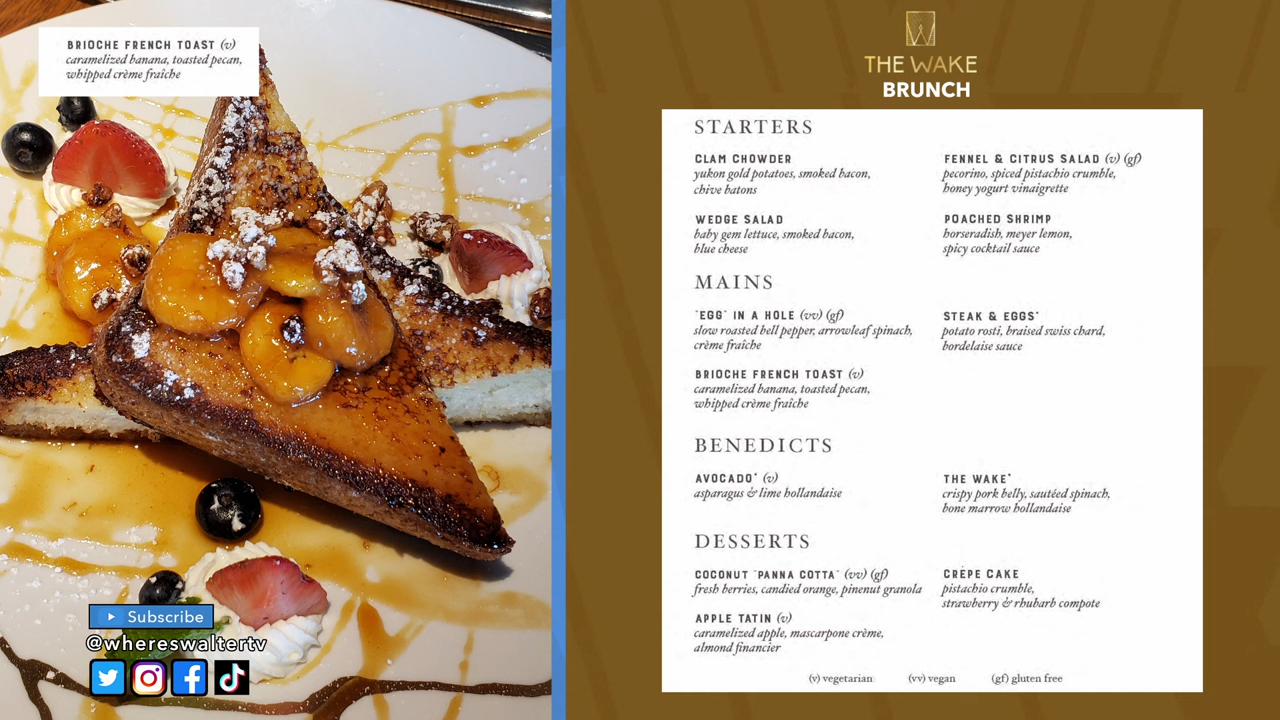 BRIOCHE FRENCH TOAST (v)
caramelized banana, toasted pecan,
whipped crème fraîche
Subscribe
@whereswaltertv
THE WAKE
BRUNCH
STARTERS
CLAM CHOWDER
yukon gold potatoes, smoked bacon,
chive batons
WEDGE SALAD
baby gem lettuce, smoked bacon,
blue cheese
FENNEL & CITRUS SALAD (v) (gf)
pecorino, spiced pistachio crumble,
honey yogurt vinaigrette
POACHED SHRIMP
horseradish, meyer lemon,
spicy cocktail sauce
MAINS
"EGG" IN A HOLE (vv) (gf)
slow roasted bell pepper, arrowleaf spinach,
crème fraîche
BRIOCHE FRENCH TOAST (v)
caramelized banana, toasted pecan,
whipped crème fraîche
STEAK & EGGS*
potato rosti, braised swiss chard,
bordelaise sauce
BENEDICTS
AVOCADO* (v)
asparagus & lime hollandaise
THE WAKE*
crispy pork belly, sautéed spinach,
bone marrow hollandaise
DESSERTS
COCONUT "PANNA COTTA" (vv) (gf)
fresh berries, candied orange, pinenut granola
APPLE TATIN (v)
caramelized apple, mascarpone crème,
almond financier
CRÊPE CAKE
pistachio crumble,
strawberry & rhubarb compote
(v) vegetarian (vv) vegan (gf) gluten free